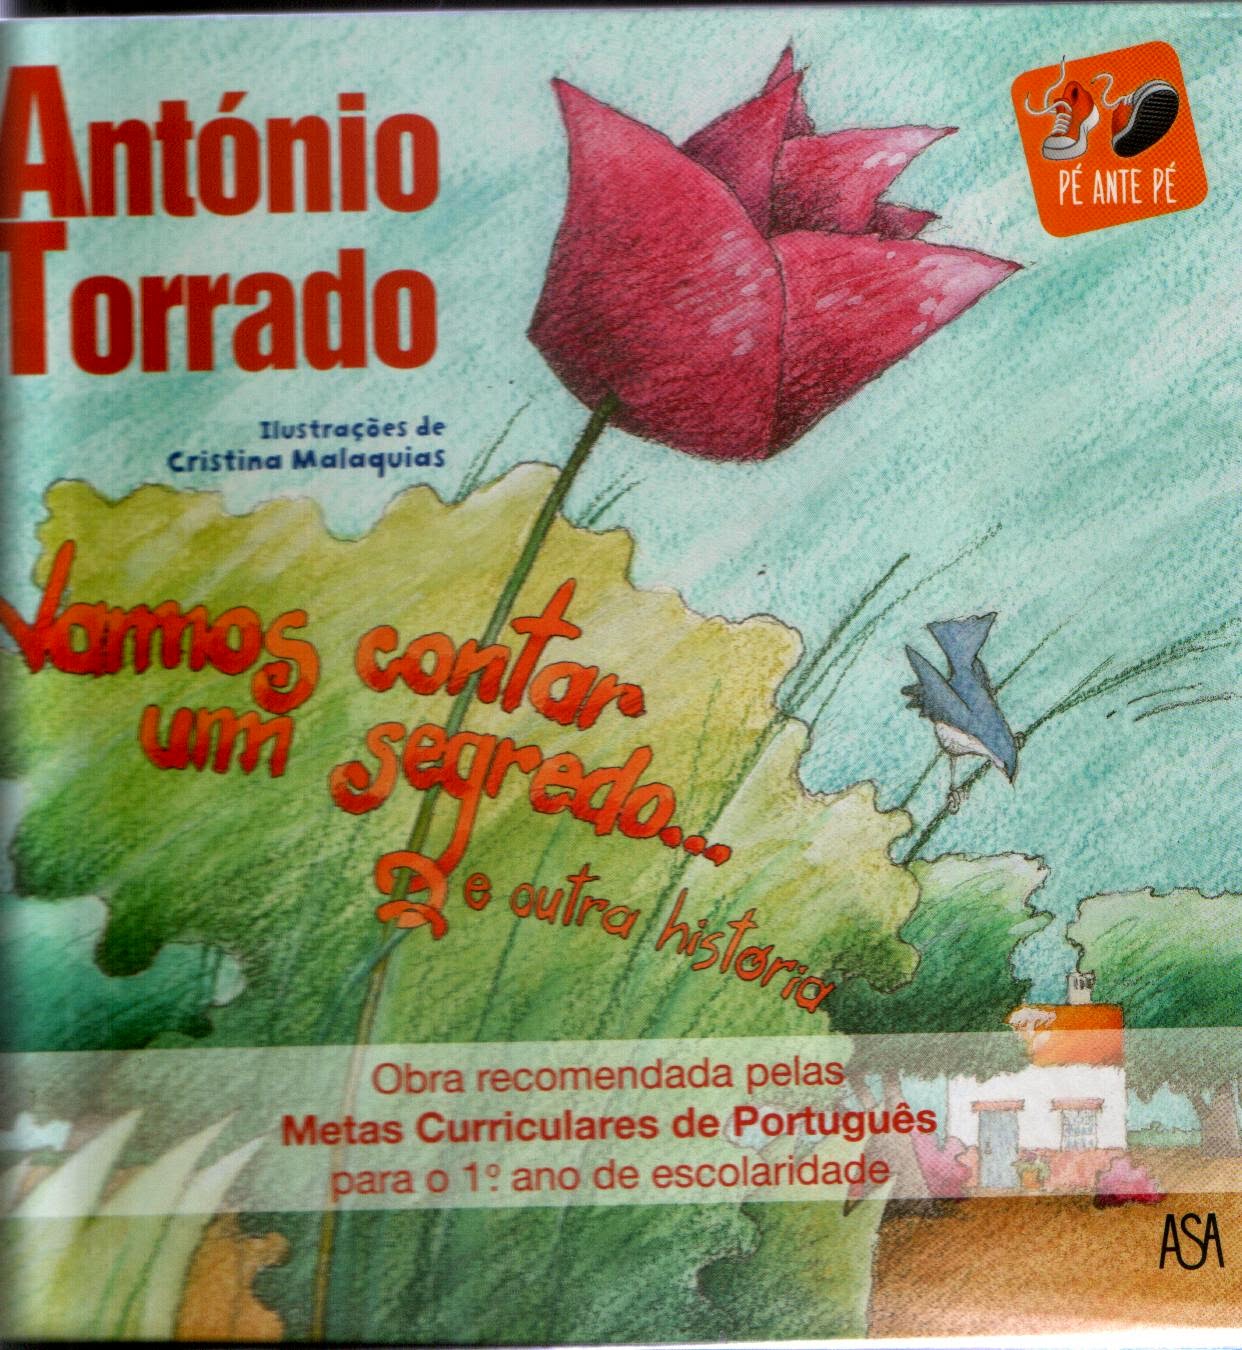 António
Torrado
PÉ ANTE PÉ
Ilustrações de
Cristina Malaquias
Vamos contar
um segredo...
e outra história
Obra recomendada pelas
Metas Curriculares de Português
para o 1º ano de escolaridade
ASA